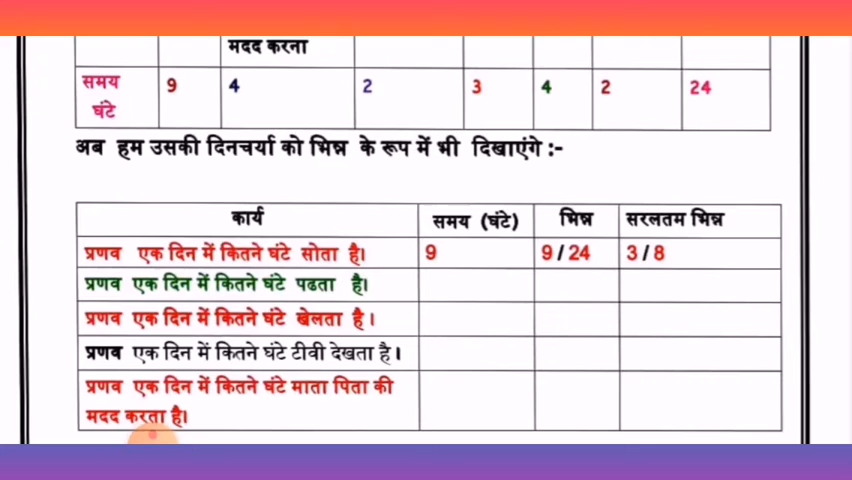 मदद करना
समय 9 4 2 3 4 2 24
घंटे
अब हम उसकी दिनचर्या को भिन्न के रूप में भी दिखाएंगे :-
कार्य समय (घंटे) भिन्न सरलतम भिन्न
प्रणव एक दिन में कितने घंटे सोता है। 9 9 / 24 3 / 8
प्रणव एक दिन में कितने घंटे पढता है।
प्रणव एक दिन में कितने घंटे खेलता है ।
प्रणव एक दिन में कितने घंटे टीवी देखता है ।
प्रणव एक दिन में कितने घंटे माता पिता की
मदद करता है।